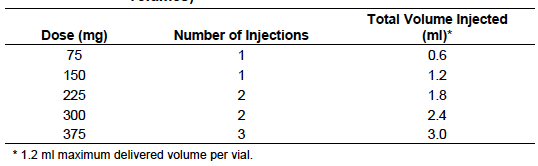 volumes)
Total Volume Injected
Dose (mg) Number of Injections (ml)*
75 1 0.6
150 1 1.2
225 2 1.8
300 2 2.4
375 3 3.0
* 1.2 ml maximum delivered volume per vial.